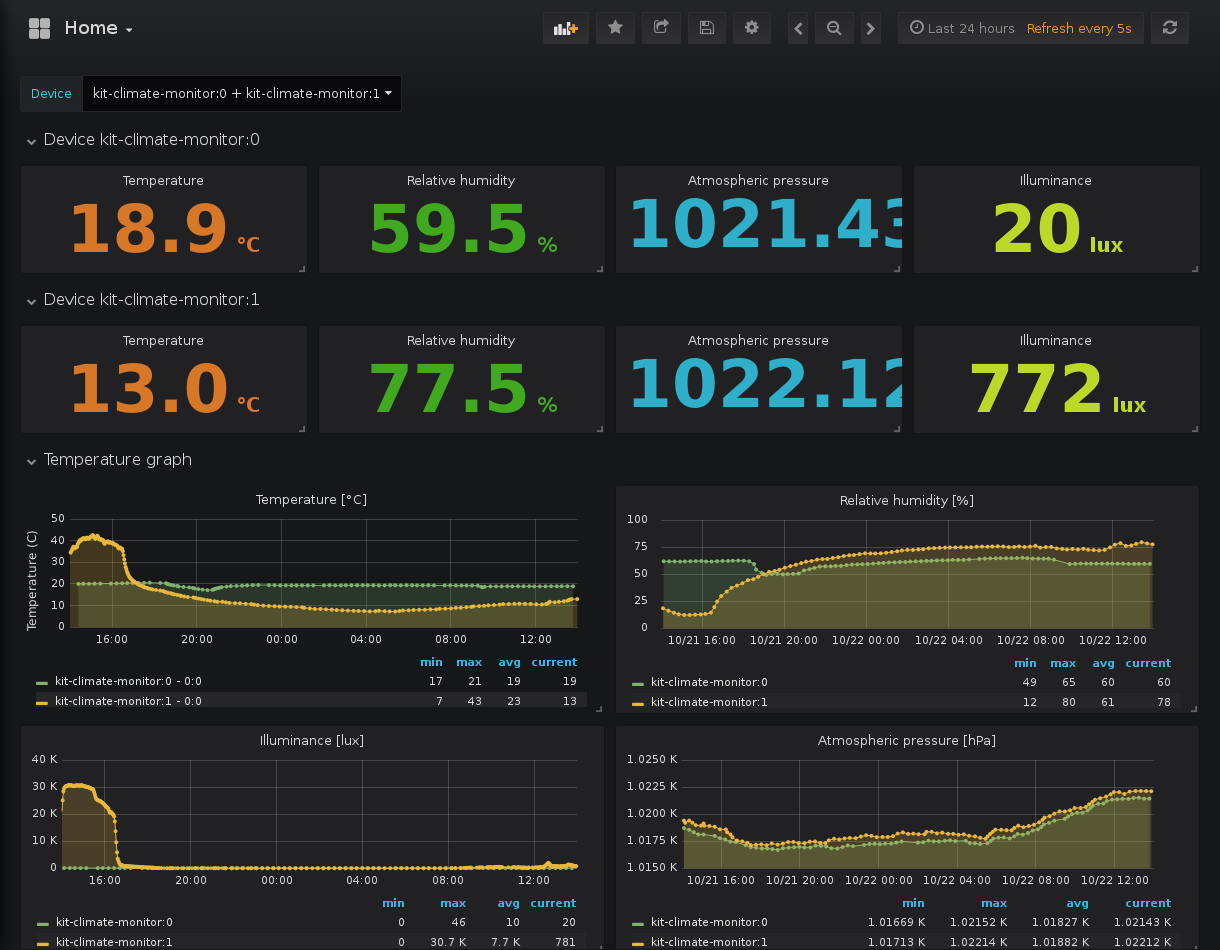 Home
Last 24 hours Refresh every 5s
Device kit-climate-monitor:0 + kit-climate-monitor:1
Device kit-climate-monitor:0
Temperature Relative humidity Atmospheric pressure Illuminance
18.9 °C 59.5 % 1021.43 20 lux
Device kit-climate-monitor:1
Temperature Relative humidity Atmospheric pressure Illuminance
13.0 °C 77.5 % 1022.12 772 lux
Temperature graph
Temperature [°C]
Temperature (C)
50
40
30
20
10
0
16:00 20:00 00:00 04:00 08:00 12:00
min max avg current
kit-climate-monitor:0 - 0:0 17 21 19 19
kit-climate-monitor:1 - 0:0 7 43 23 13
Relative humidity [%]
100
75
50
25
0
10/21 16:00 10/21 20:00 10/22 00:00 10/22 04:00 10/22 08:00 10/22 12:00
min max avg current
kit-climate-monitor:0 49 65 60 60
kit-climate-monitor:1 12 80 61 78
Illuminance [lux]
40 K
30 K
20 K
10 K
0
16:00 20:00 00:00 04:00 08:00 12:00
min max avg current
kit-climate-monitor:0 0 46 10 20
kit-climate-monitor:1 0 30.7 K 7.7 K 781
Atmospheric pressure [hPa]
1.0250 K
1.0225 K
1.0200 K
1.0175 K
1.0150 K
10/21 16:00 10/21 20:00 10/22 00:00 10/22 04:00 10/22 08:00 10/22 12:00
min max avg current
kit-climate-monitor:0 1.01669 K 1.02152 K 1.01827 K 1.02143 K
kit-climate-monitor:1 1.01713 K 1.02214 K 1.01882 K 1.02212 K